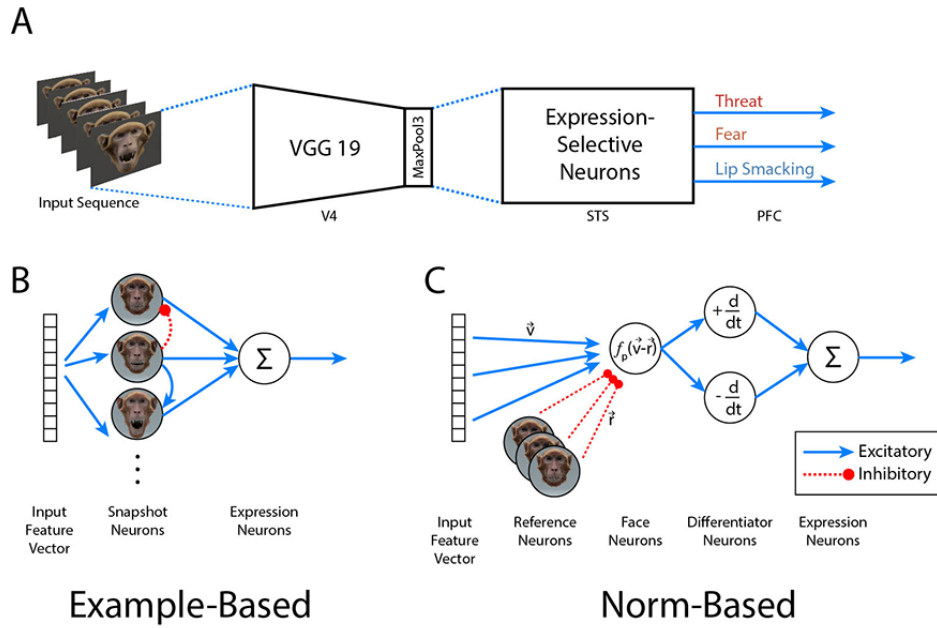 A
Input Sequence
VGG 19
MaxPool3
V4
Expression-
Selective
Neurons
STS
Threat
Fear
Lip Smacking
PFC
B
Σ
Input
Feature
Vector
Snapshot
Neurons
Expression
Neurons
Example-Based
C
v⃗
fₚ(v⃗-r⃗)
r⃗
+ d/dt
- d/dt
Σ
Excitatory
Inhibitory
Input
Feature
Vector
Reference
Neurons
Face
Neurons
Differentiator
Neurons
Expression
Neurons
Norm-Based